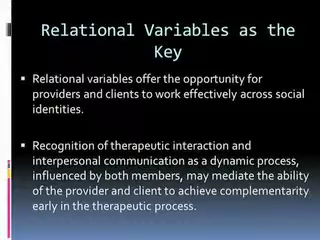 Relational Variables as the
Key
▪ Relational variables offer the opportunity for
providers and clients to work effectively across social
identities.
▪ Recognition of therapeutic interaction and
interpersonal communication as a dynamic process,
influenced by both members, may mediate the ability
of the provider and client to achieve complementarity
early in the therapeutic process.